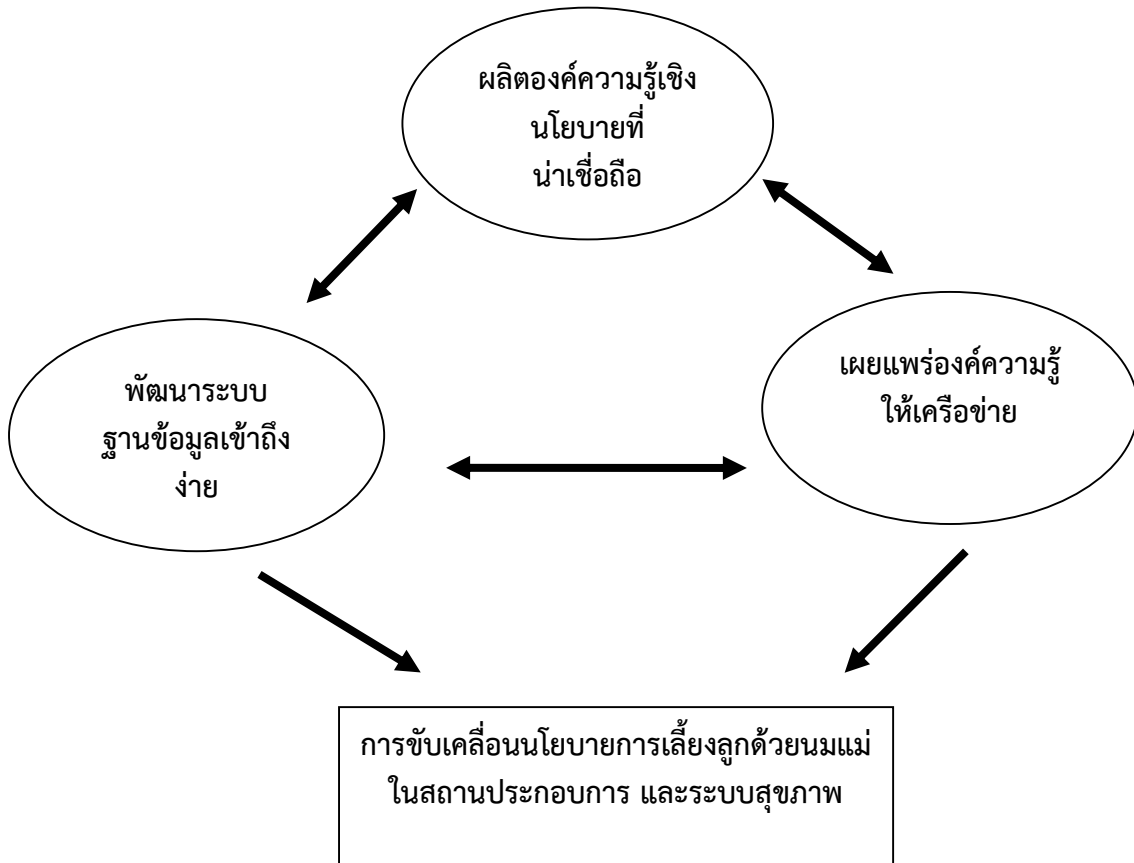 ผลิตองค์ความรู้เชิง
นโยบายที่
น่าเชื่อถือ
พัฒนาระบบ
ฐานข้อมูลเข้าถึง
ง่าย
เผยแพร่องค์ความรู้
ให้เครือข่าย
การขับเคลื่อนนโยบายการเลี้ยงลูกด้วยนมแม่
ในสถานประกอบการ และระบบสุขภาพ